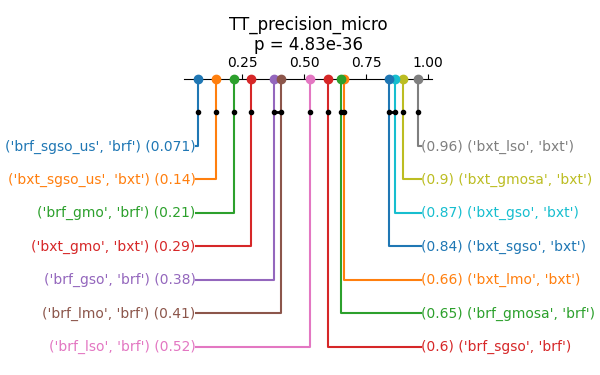 TT_precision_micro
p = 4.83e-36
0.25 0.50 0.75 1.00
('brf_sgso_us', 'brf') (0.071) (0.96) ('bxt_lso', 'bxt')
('bxt_sgso_us', 'bxt') (0.14) (0.9) ('bxt_gmosa', 'bxt')
('brf_gmo', 'brf') (0.21) (0.87) ('bxt_gso', 'bxt')
('bxt_gmo', 'bxt') (0.29) (0.84) ('bxt_sgso', 'bxt')
('brf_gso', 'brf') (0.38) (0.66) ('bxt_lmo', 'bxt')
('brf_lmo', 'brf') (0.41) (0.65) ('brf_gmosa', 'brf')
('brf_lso', 'brf') (0.52) (0.6) ('brf_sgso', 'brf')